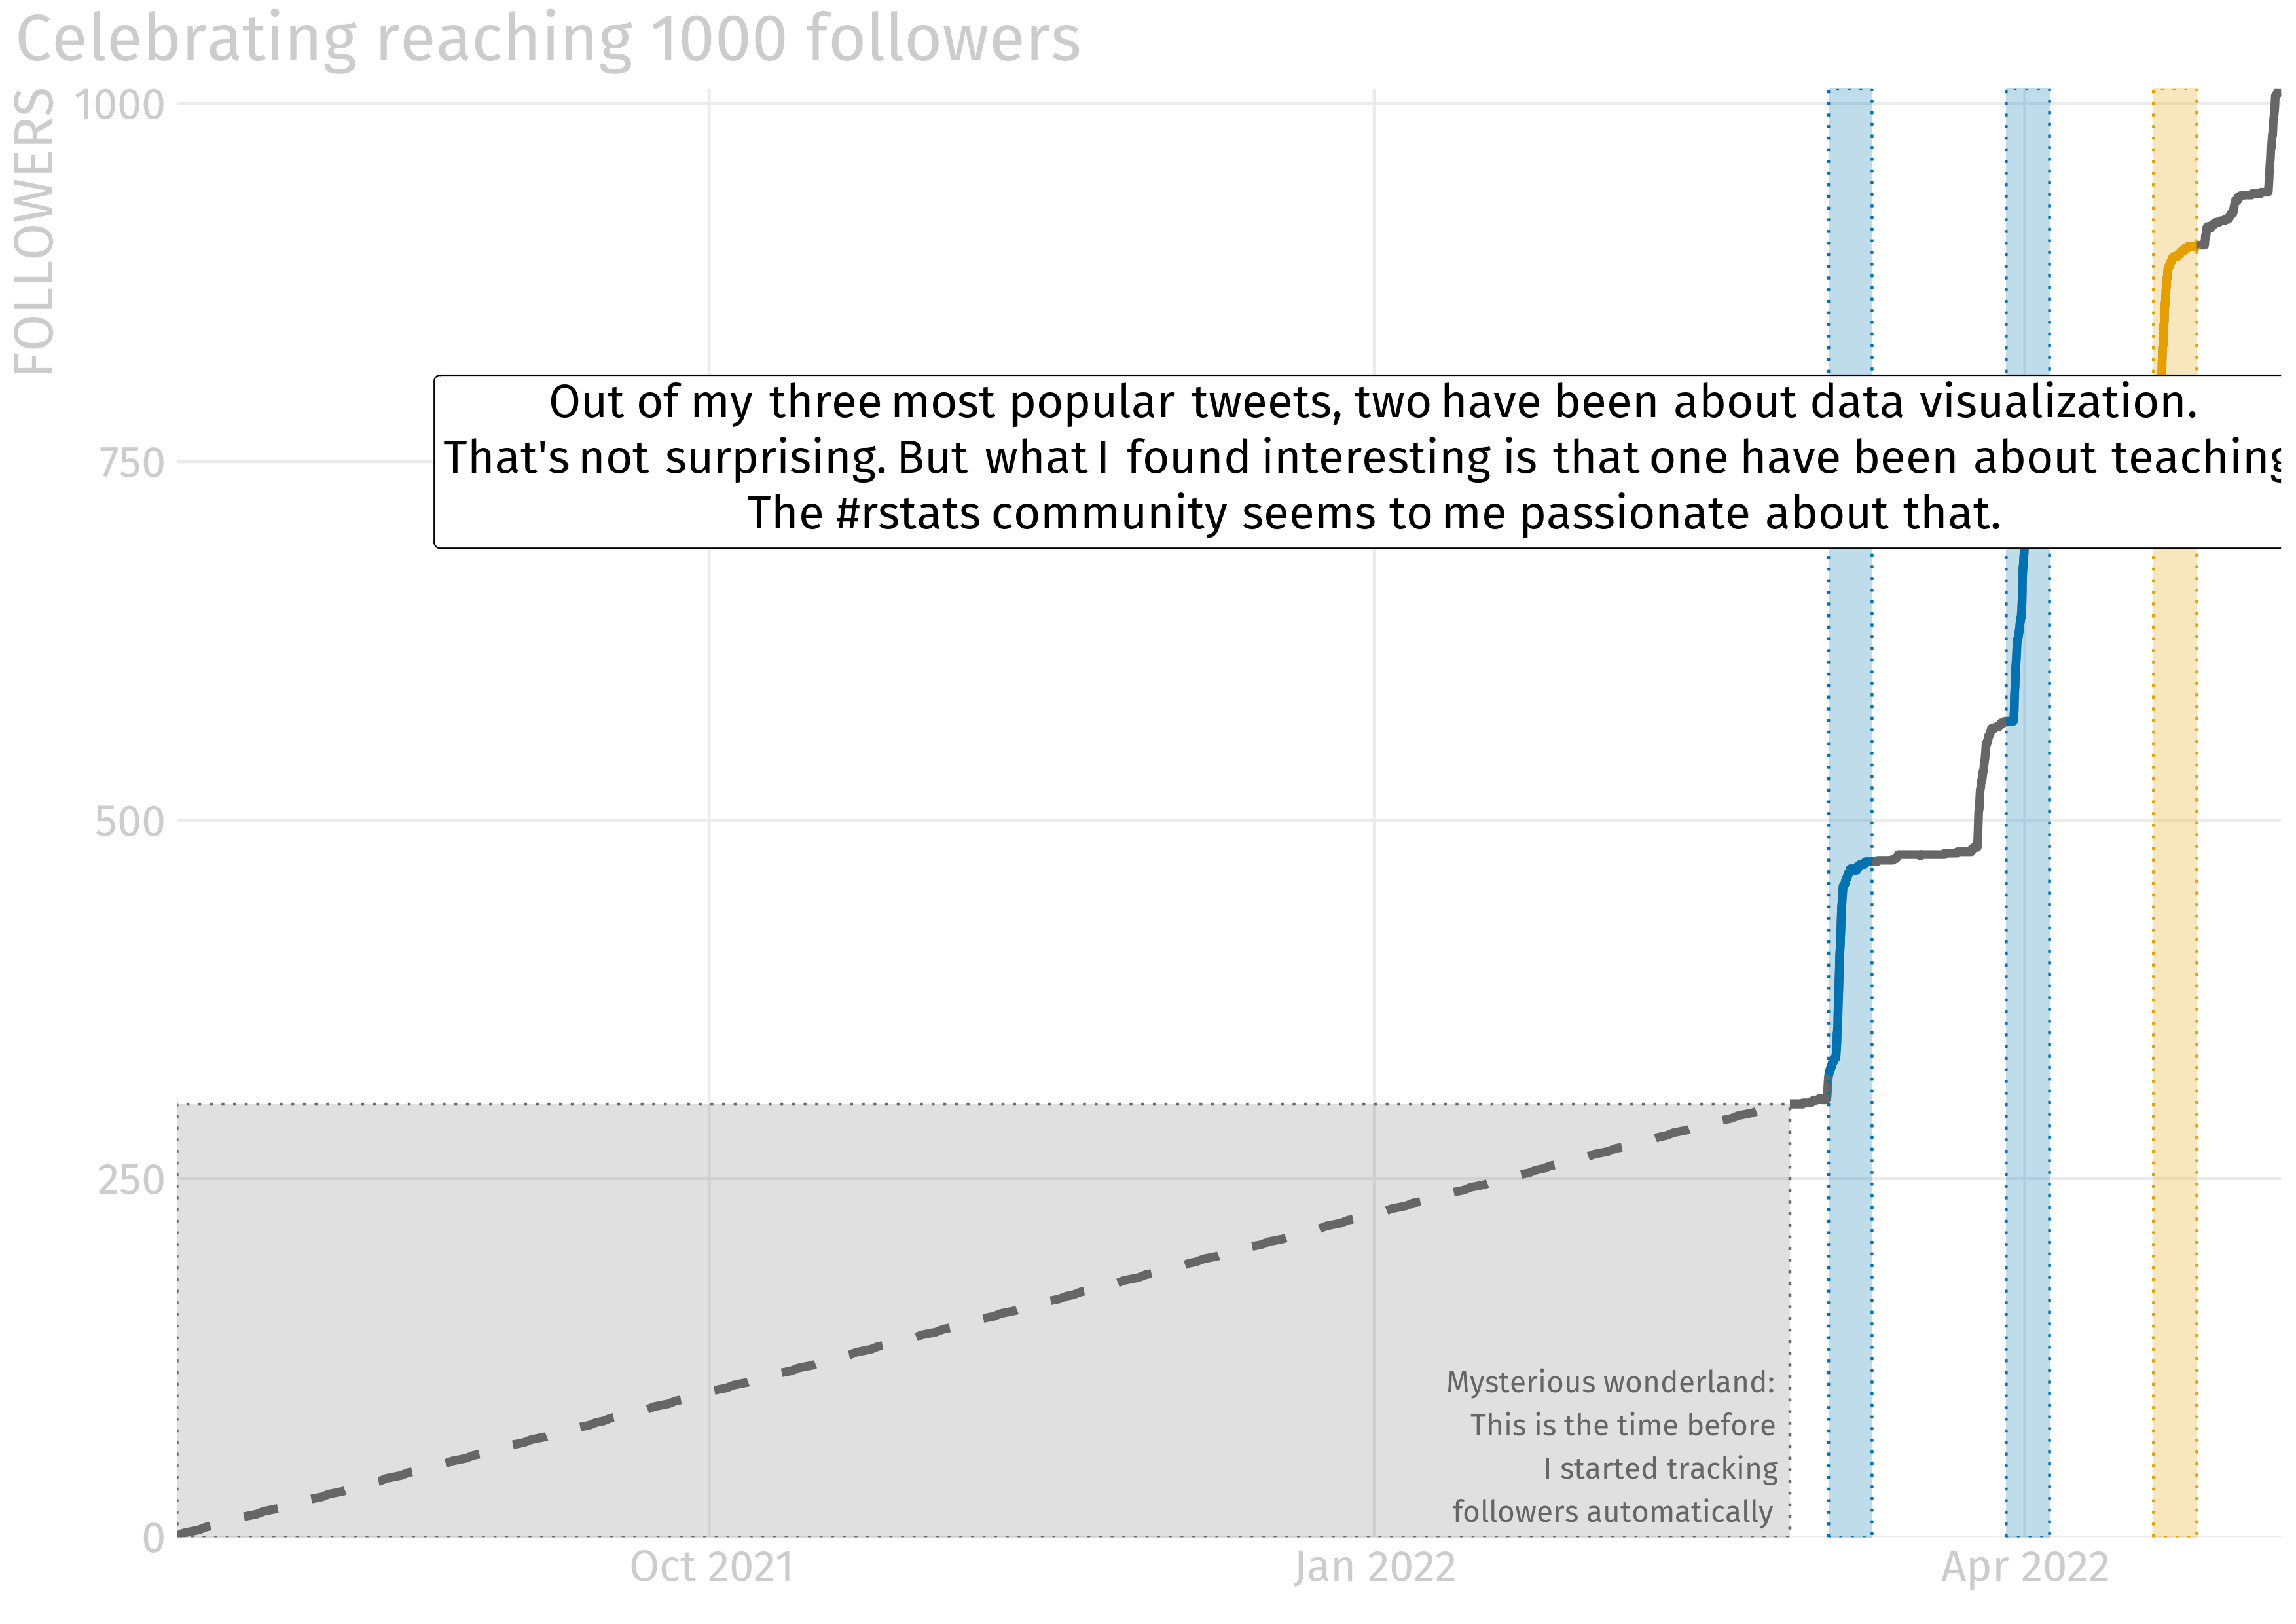 Celebrating reaching 1000 followers
FOLLOWERS
1000
750
500
250
0
Out of my three most popular tweets, two have been about data visualization.
That's not surprising. But what I found interesting is that one have been about teaching
The #rstats community seems to me passionate about that.
Mysterious wonderland:
This is the time before
I started tracking
followers automatically
Oct 2021
Jan 2022
Apr 2022